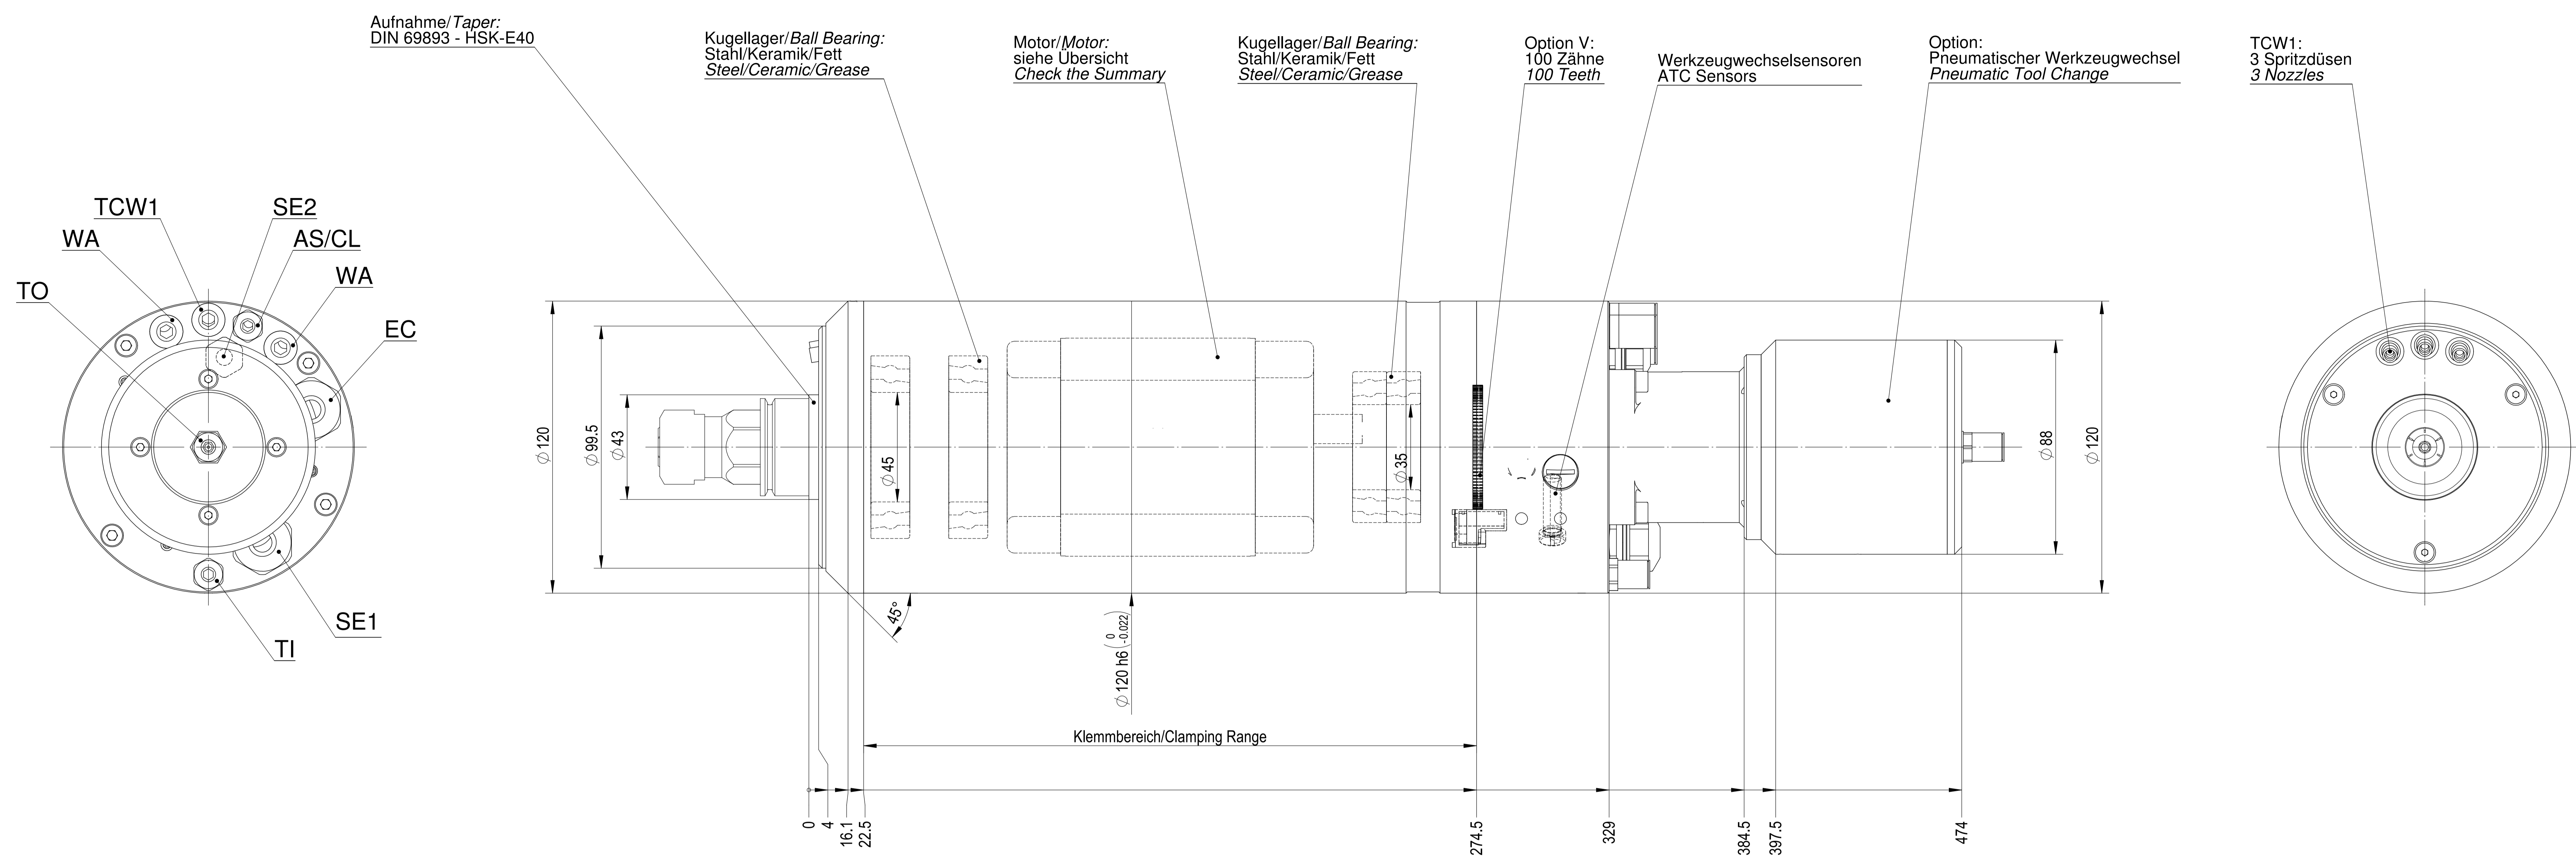 Aufnahme/Taper:
DIN 69893 - HSK-E40
Kugellager/Ball Bearing:
Stahl/Keramik/Fett
Steel/Ceramic/Grease
Motor/Motor:
siehe Übersicht
Check the Summary
Kugellager/Ball Bearing:
Stahl/Keramik/Fett
Steel/Ceramic/Grease
Option V:
100 Zähne
100 Teeth
Werkzeugwechselsensoren
ATC Sensors
Option:
Pneumatischer Werkzeugwechsel
Pneumatic Tool Change
TCW1:
3 Spritzdüsen
3 Nozzles
TCW1
SE2
WA
AS/CL
WA
TO
EC
SE1
TI
Ø 120
Ø 99.5
Ø 43
Ø 45
Ø 35
Ø 88
Ø 120
45°
Ø 120 h6 ( 0 / -0.022 )
Klemmbereich/Clamping Range
0
4
16.1
22.5
274.5
329
384.5
397.5
474